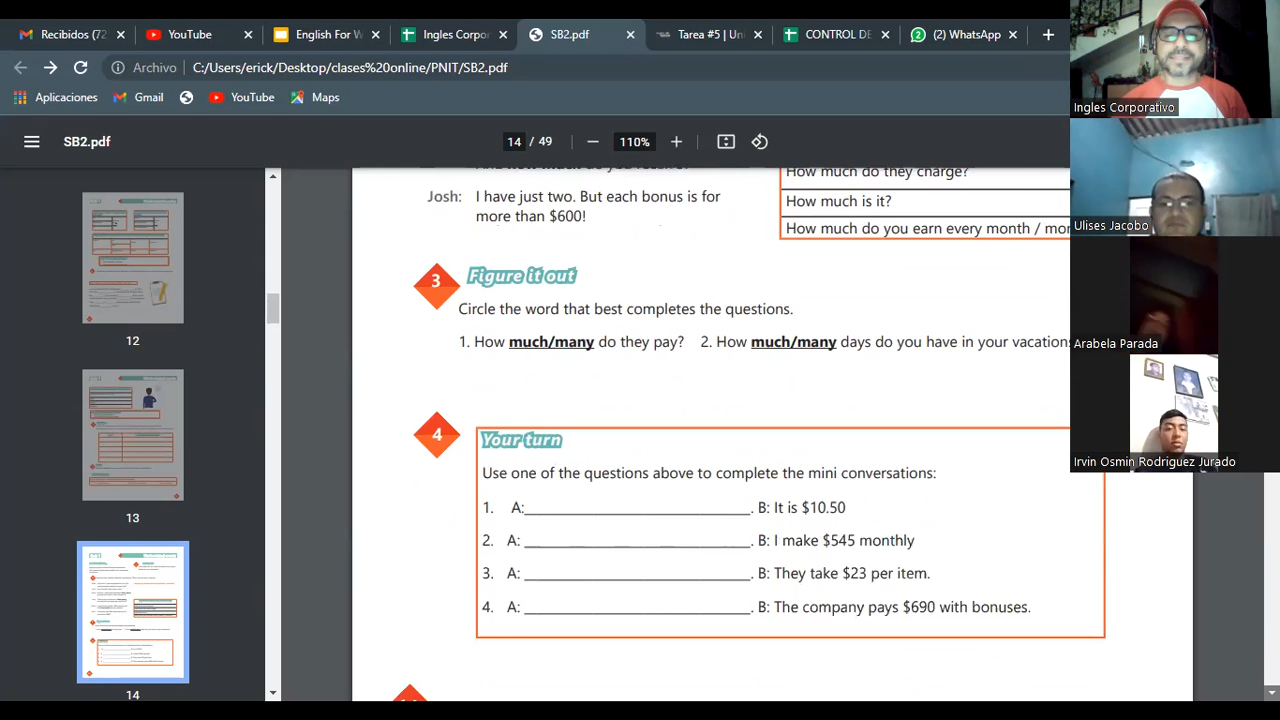 Recibidos (72
YouTube
English For W
Ingles Corpor
SB2.pdf
Tarea #5 | Uni
CONTROL DE
(2) WhatsApp
Archivo
C:/Users/erick/Desktop/clases%20online/PNIT/SB2.pdf
Aplicaciones
Gmail
YouTube
Maps
SB2.pdf
14 / 49
110%
12
13
14
How much do they charge?
Josh: I have just two. But each bonus is for
more than $600!
How much is it?
How much do you earn every month / mor
3
Figure it out
Circle the word that best completes the questions.
1. How much/many do they pay? 2. How much/many days do you have in your vacations
4
Your turn
Use one of the questions above to complete the mini conversations:
1. A:______________________. B: It is $10.50
2. A: ______________________. B: I make $545 monthly
3. A: ______________________. B: They take $23 per item.
4. A: ______________________. B: The company pays $690 with bonuses.
Ingles Corporativo
Ulises Jacobo
Arabela Parada
Irvin Osmin Rodriguez Jurado